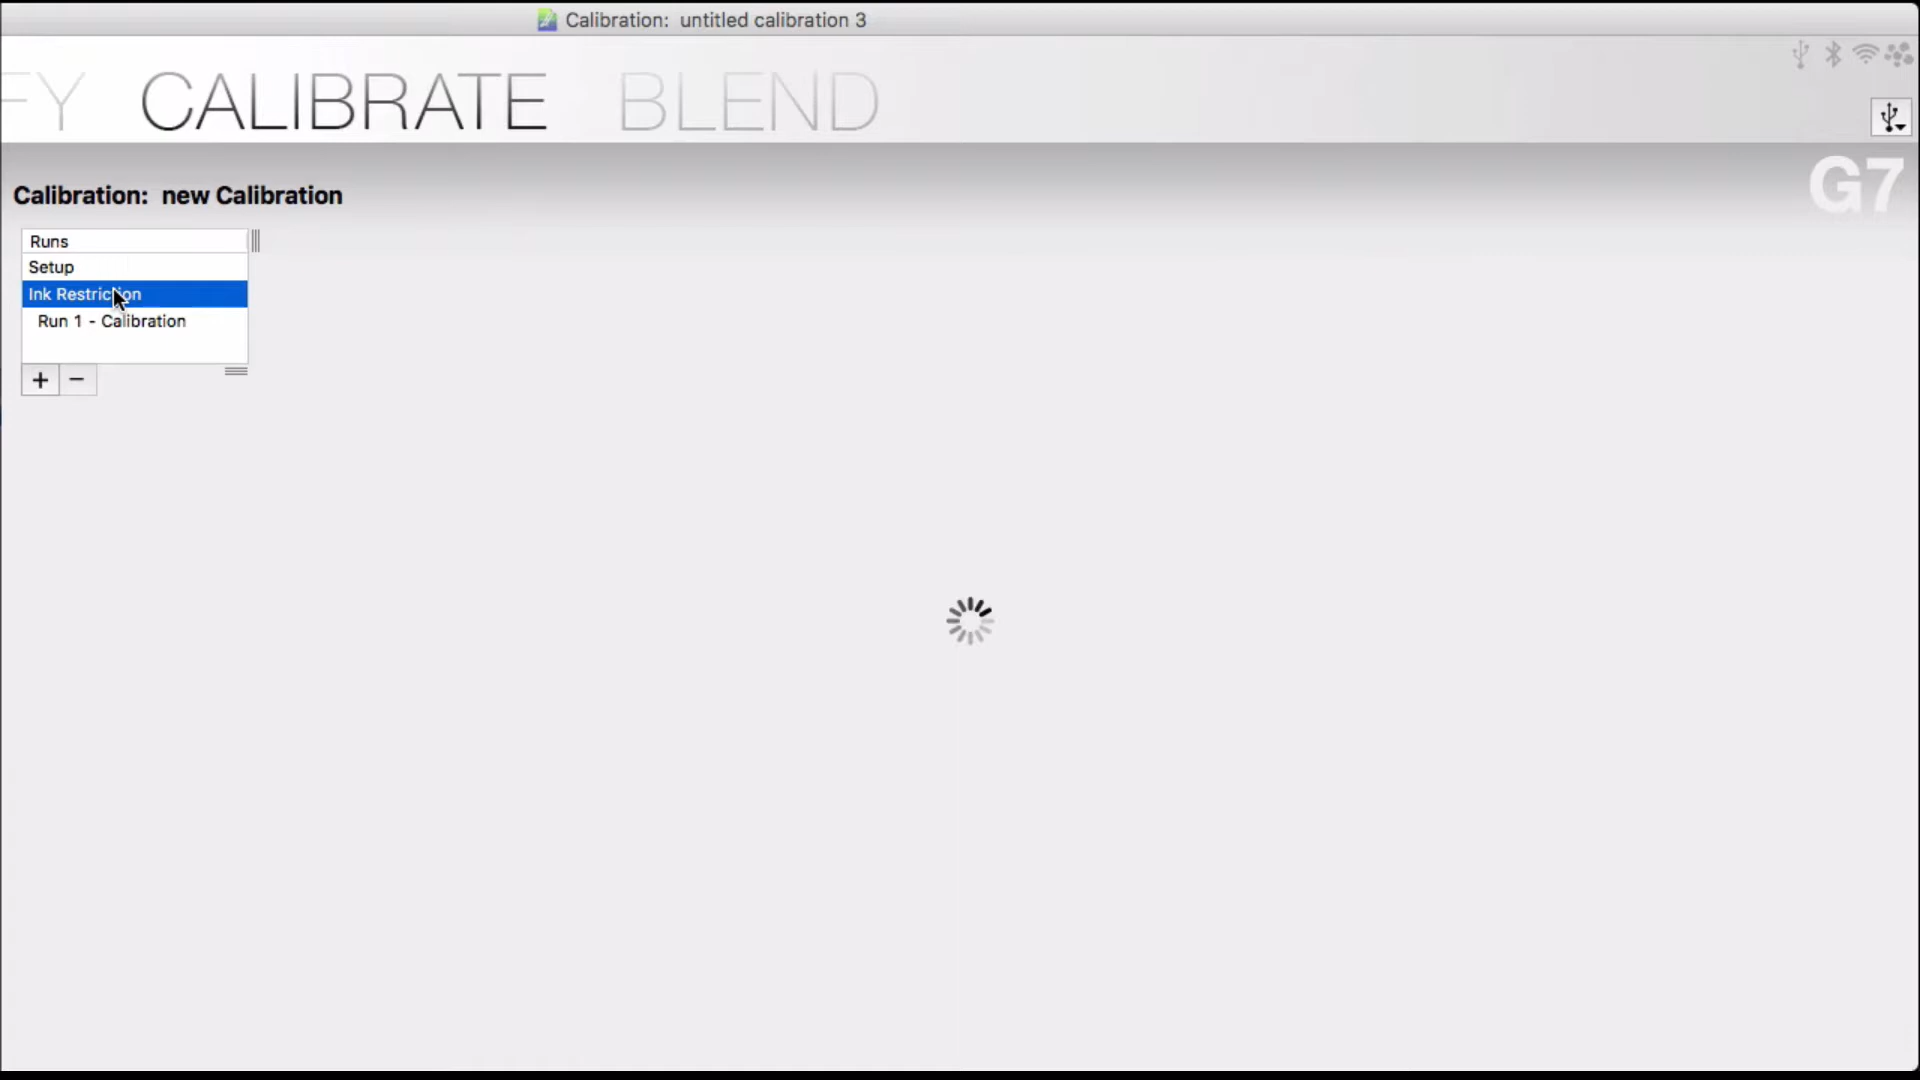 Calibration: untitled calibration 3
FY CALIBRATE BLEND
G7
Calibration: new Calibration
Runs
Setup
Ink Restriction
Run 1 - Calibration
+ −